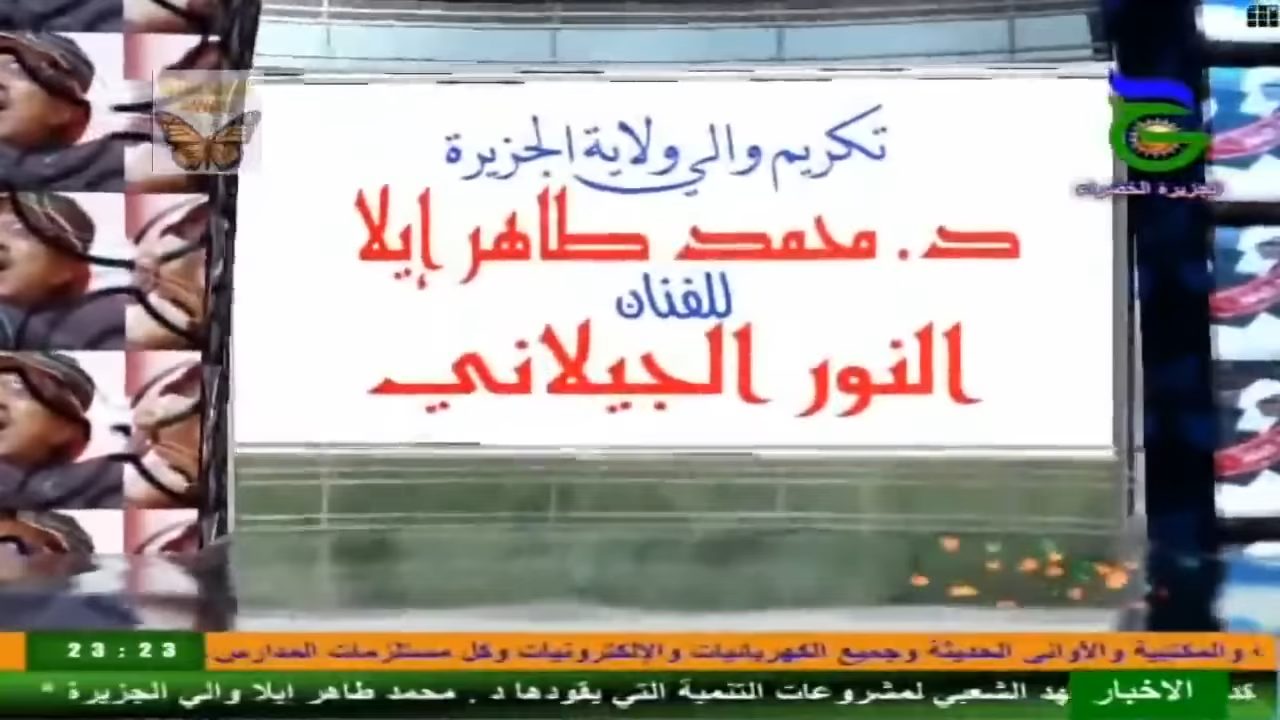 تكريم والي ولاية الجزيرة
د. محمد طاهر إيلا
للفنان
النور الجيلاني
الجزيرة الخضراء
والمكتبية والأوانى الحديثة وجميع الكهربائيات والإلكترونيات وكل مستلزمات المدارس
23:23
الاخبار
الشعبي لمشروعات التنمية التي يقودها د . محمد طاهر ايلا والي الجزيرة *